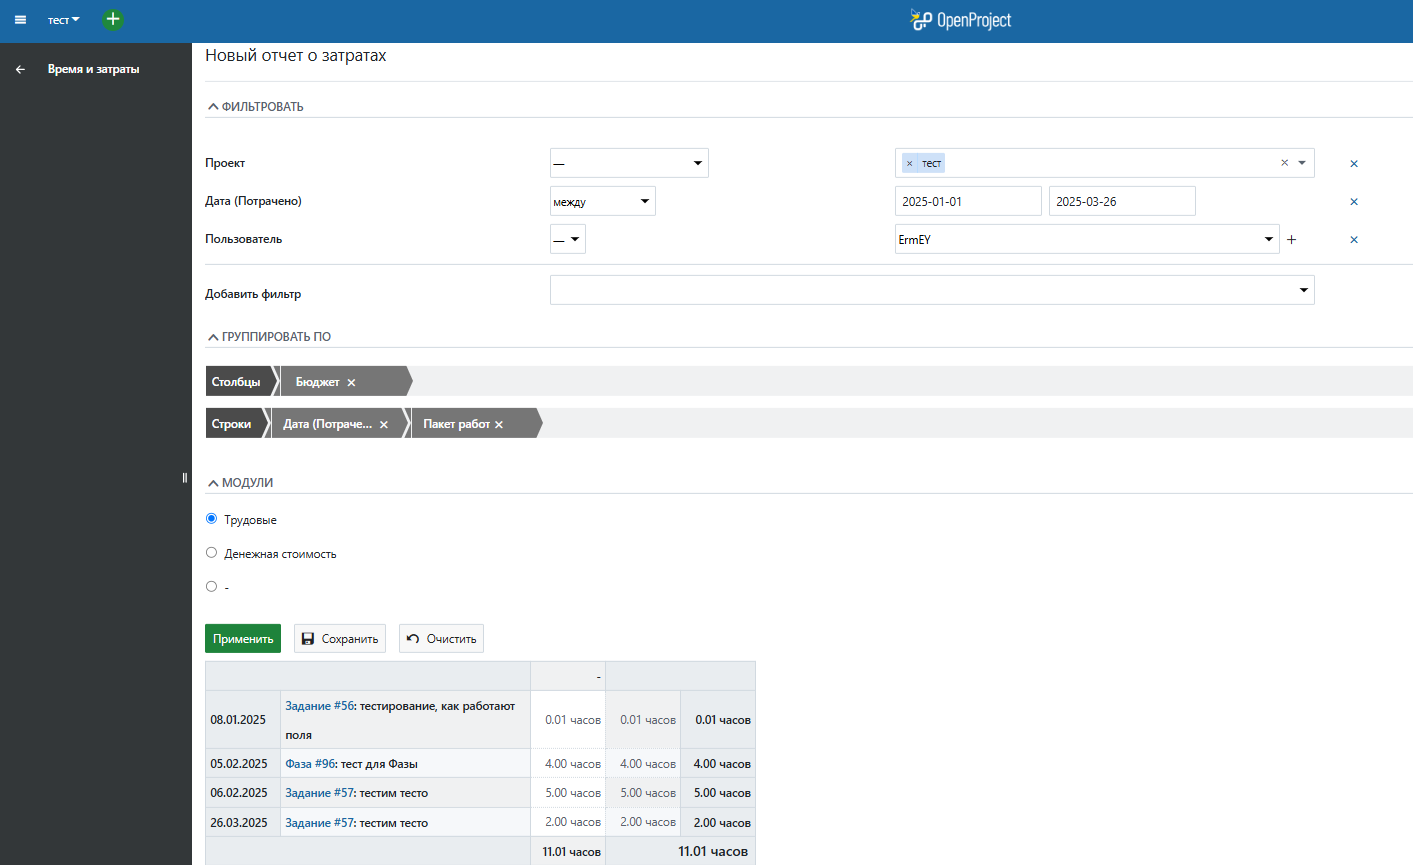 тест
OpenProject
Время и затраты
Новый отчет о затратах
ФИЛЬТРОВАТЬ
Проект — × тест
Дата (Потрачено) между 2025-01-01 2025-03-26
Пользователь — ErmEY
Добавить фильтр
ГРУППИРОВАТЬ ПО
Столбцы Бюджет
Строки Дата (Потраче... Пакет работ
МОДУЛИ
Трудовые
Денежная стоимость
-
Применить Сохранить Очистить
-
08.01.2025 Задание #56: тестирование, как работают 0.01 часов 0.01 часов 0.01 часов
поля
05.02.2025 Фаза #96: тест для Фазы 4.00 часов 4.00 часов 4.00 часов
06.02.2025 Задание #57: тестим тесто 5.00 часов 5.00 часов 5.00 часов
26.03.2025 Задание #57: тестим тесто 2.00 часов 2.00 часов 2.00 часов
11.01 часов 11.01 часов